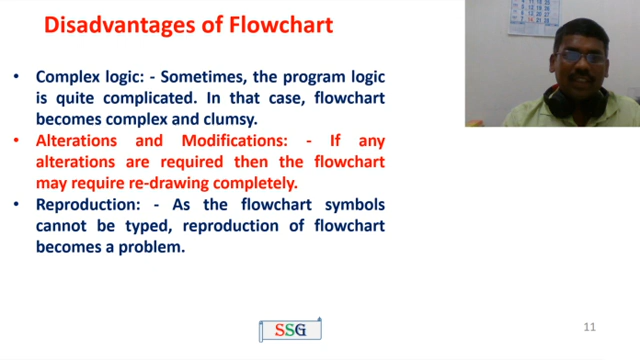 Disadvantages of Flowchart
• Complex logic: - Sometimes, the program logic
is quite complicated. In that case, flowchart
becomes complex and clumsy.
• Alterations and Modifications: - If any
alterations are required then the flowchart
may require re-drawing completely.
• Reproduction: - As the flowchart symbols
cannot be typed, reproduction of flowchart
becomes a problem.
SSG
11